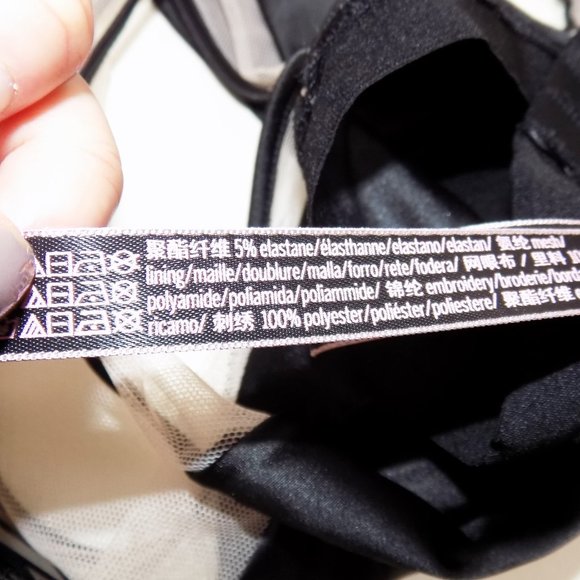 聚酯纤维 5% elastane/élasthanne/elastano/elastan/ 氨纶 mesh/
lining/maille/doublure/malla/forro/rete/fodera/ 网眼布 / 里料
polyamide/poliamida/poliammide/ 锦纶 embroidery/broderie/
ricamo/ 刺绣 100% polyester/poliéster/poliestere/ 聚酯纤维